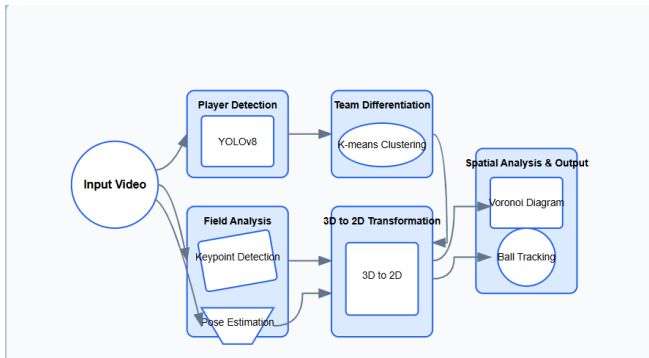 Player Detection
YOLOv8
Team Differentiation
K-means Clustering
Input Video
Spatial Analysis & Output
Voronoi Diagram
Ball Tracking
Field Analysis
Keypoint Detection
Pose Estimation
3D to 2D Transformation
3D to 2D